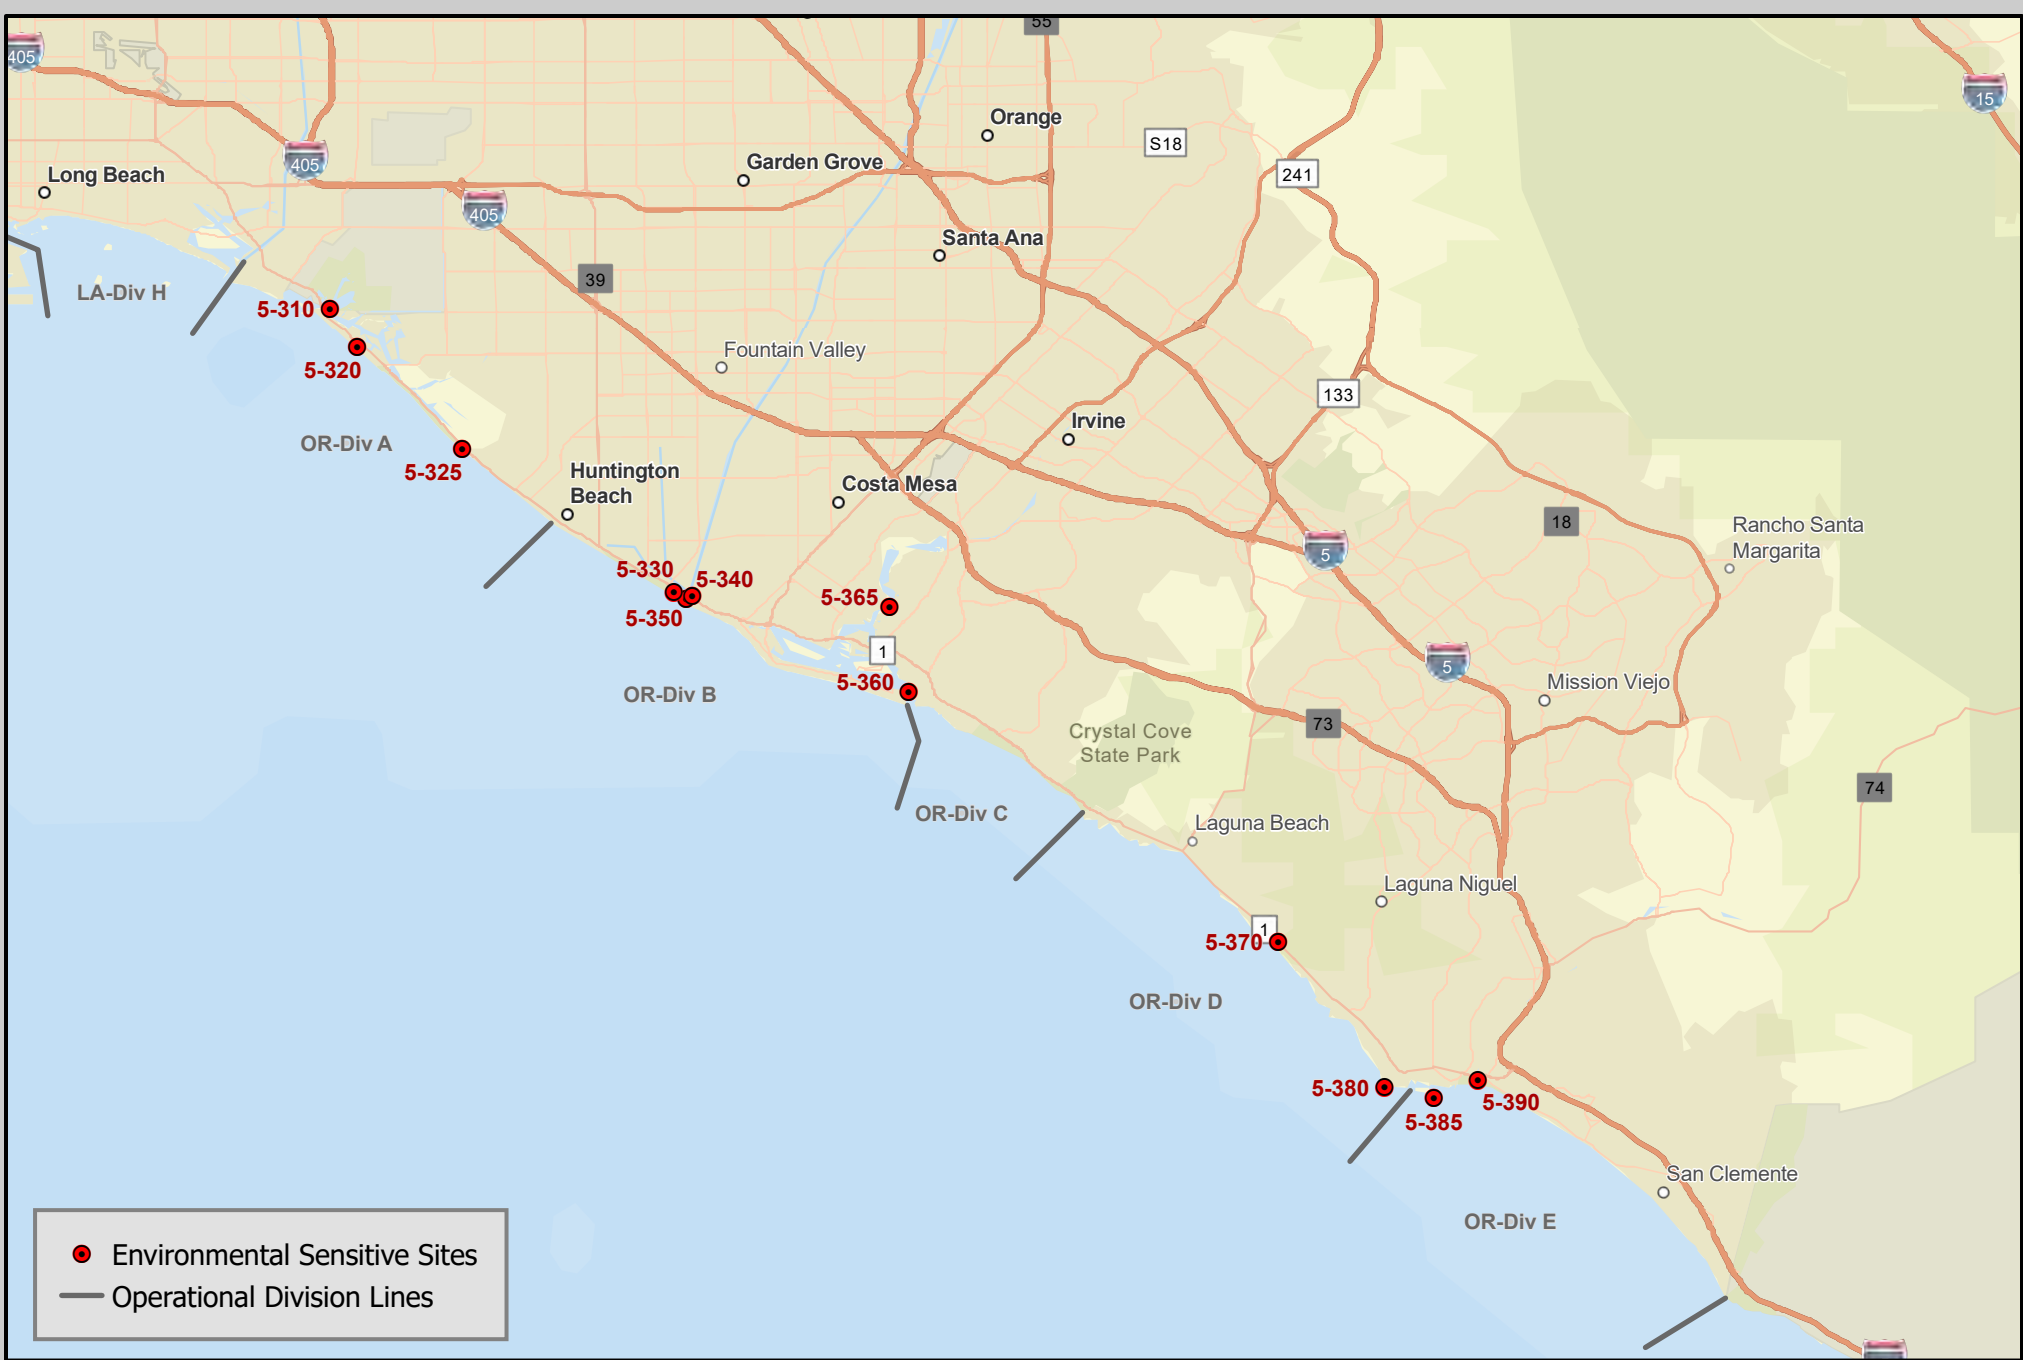 55
405
15
Orange
S18
Long Beach
405
Garden Grove
241
405
Santa Ana
39
LA-Div H
5-310
Fountain Valley
5-320
133
Irvine
OR-Div A
5-325
Huntington
Beach
Costa Mesa
18
Rancho Santa
Margarita
5
5-330
5-340
5-350
5-365
1
5
5-360
OR-Div B
Mission Viejo
73
Crystal Cove
State Park
74
OR-Div C
Laguna Beach
Laguna Niguel
1
5-370
OR-Div D
5-380
5-385
5-390
San Clemente
OR-Div E
Environmental Sensitive Sites
Operational Division Lines